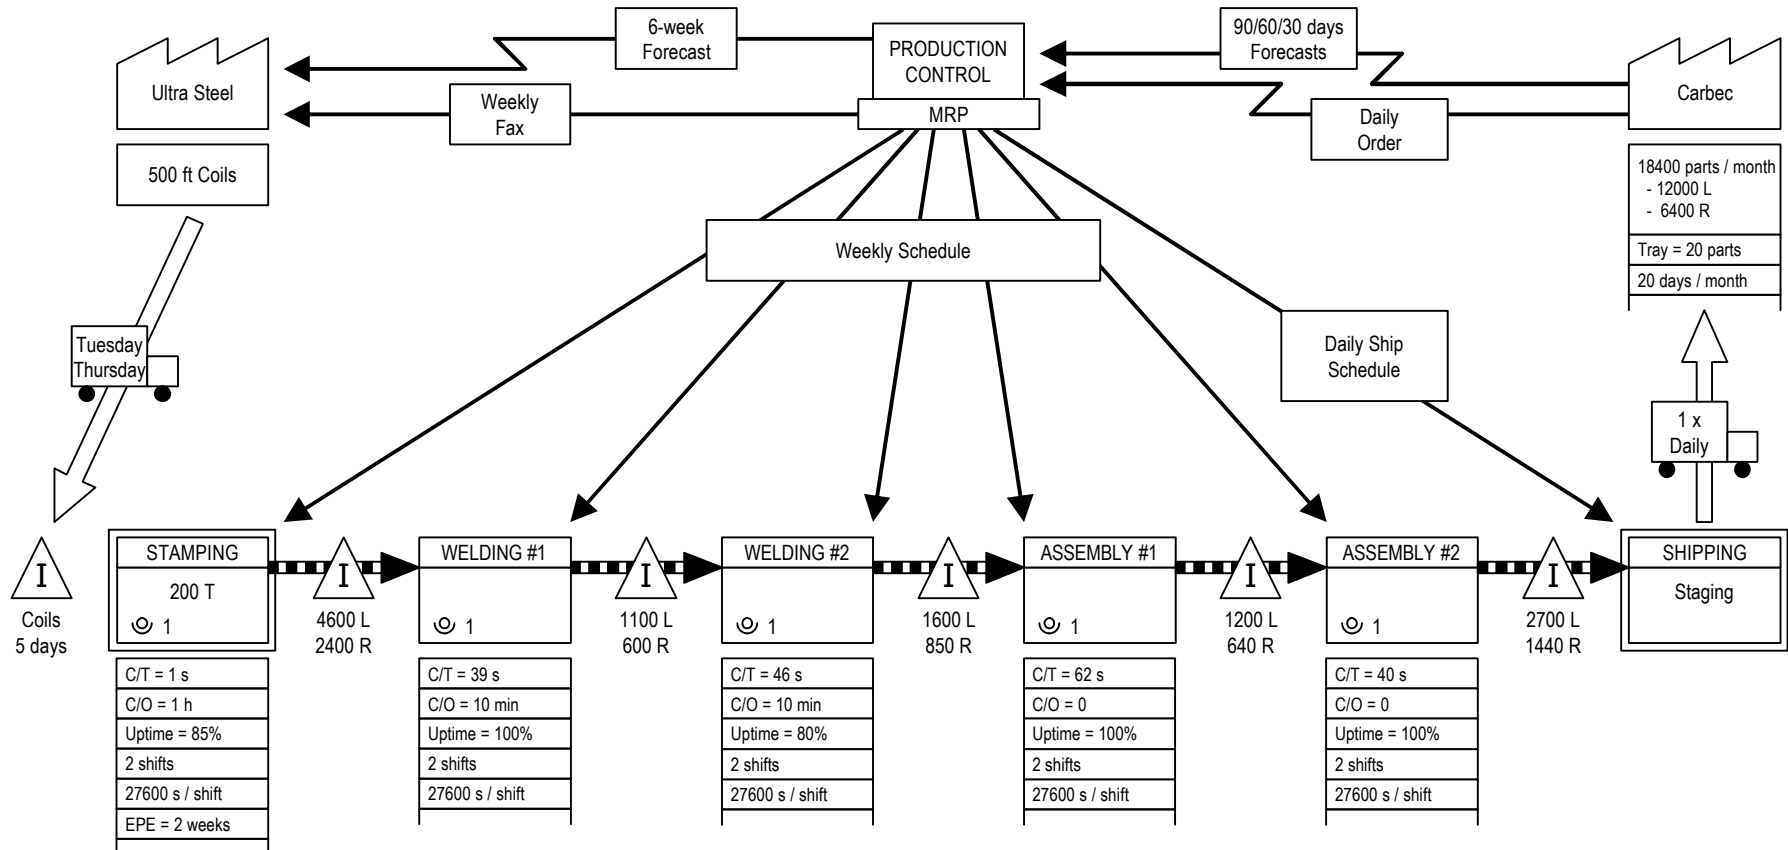 6-week
Forecast
PRODUCTION
CONTROL
90/60/30 days
Forecasts
Ultra Steel
Carbec
Weekly
Fax
MRP
Daily
Order
500 ft Coils
18400 parts / month
- 12000 L
- 6400 R
Tray = 20 parts
20 days / month
Weekly Schedule
Tuesday
Thursday
Daily Ship
Schedule
1 x
Daily
I
Coils
5 days
STAMPING
200 T
1
C/T = 1 s
C/O = 1 h
Uptime = 85%
2 shifts
27600 s / shift
EPE = 2 weeks
I
4600 L
2400 R
WELDING #1
1
C/T = 39 s
C/O = 10 min
Uptime = 100%
2 shifts
27600 s / shift
I
1100 L
600 R
WELDING #2
1
C/T = 46 s
C/O = 10 min
Uptime = 80%
2 shifts
27600 s / shift
I
1600 L
850 R
ASSEMBLY #1
1
C/T = 62 s
C/O = 0
Uptime = 100%
2 shifts
27600 s / shift
I
1200 L
640 R
ASSEMBLY #2
1
C/T = 40 s
C/O = 0
Uptime = 100%
2 shifts
27600 s / shift
I
2700 L
1440 R
SHIPPING
Staging